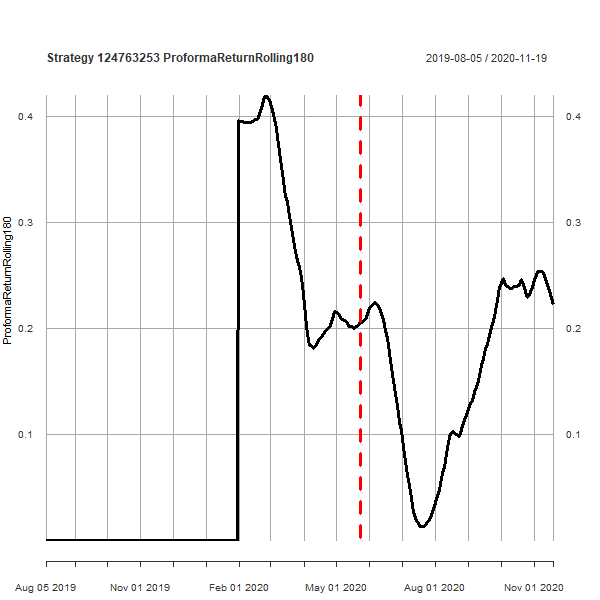 Strategy 124763253 ProformaReturnRolling180
2019-08-05 / 2020-11-19
ProformaReturnRolling180
0.4
0.4
0.3
0.3
0.2
0.2
0.1
0.1
Aug 05 2019
Nov 01 2019
Feb 01 2020
May 01 2020
Aug 01 2020
Nov 01 2020